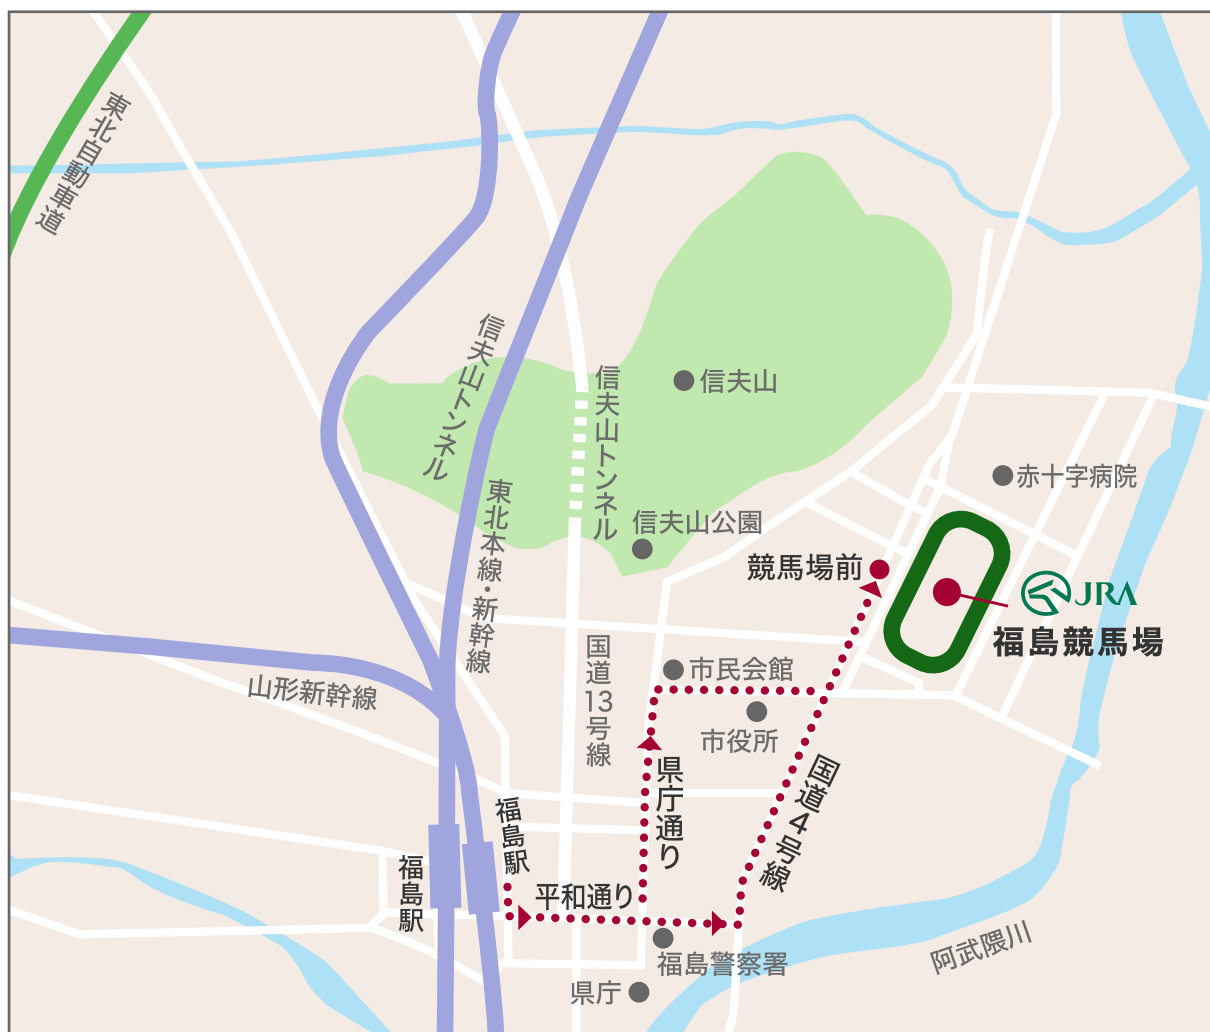 東北自動車道
信夫山トンネル
信夫山トンネル
信夫山
東北本線・新幹線
赤十字病院
信夫山公園
競馬場前
JRA
福島競馬場
国道13号線
市民会館
山形新幹線
市役所
県庁通り
国道4号線
福島駅
福島駅
平和通り
福島警察署
阿武隈川
県庁